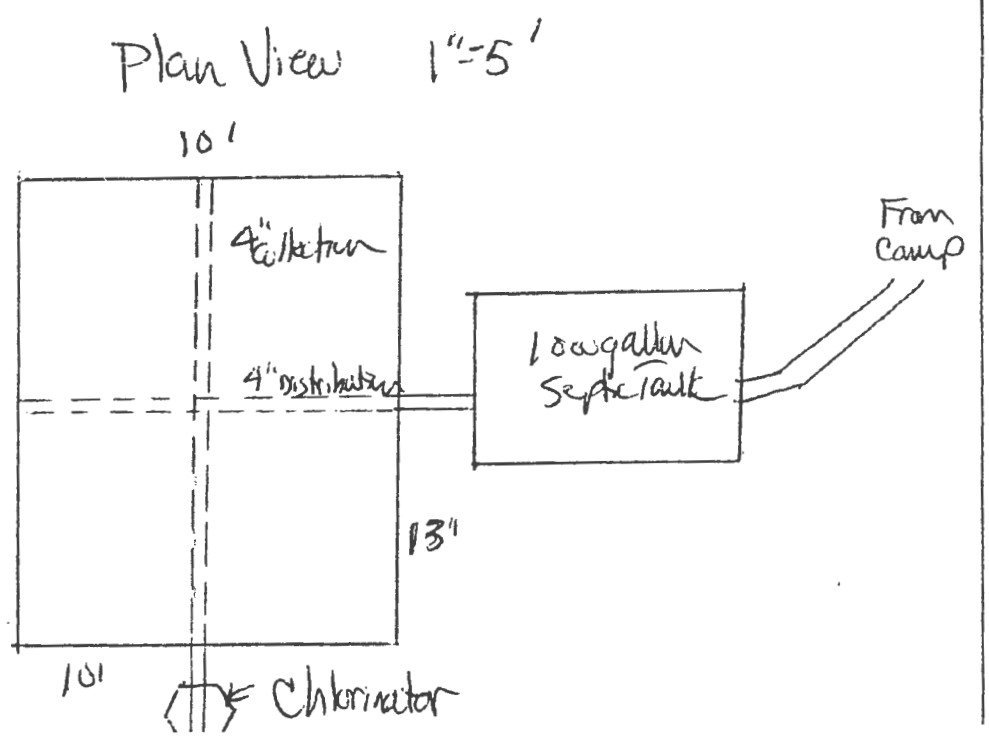 Plan View 1"=5'
10'
4" Collection
From
Camp
1000 gallon
Septic Tank
4" Distribution
13'
10'
Chlorinator